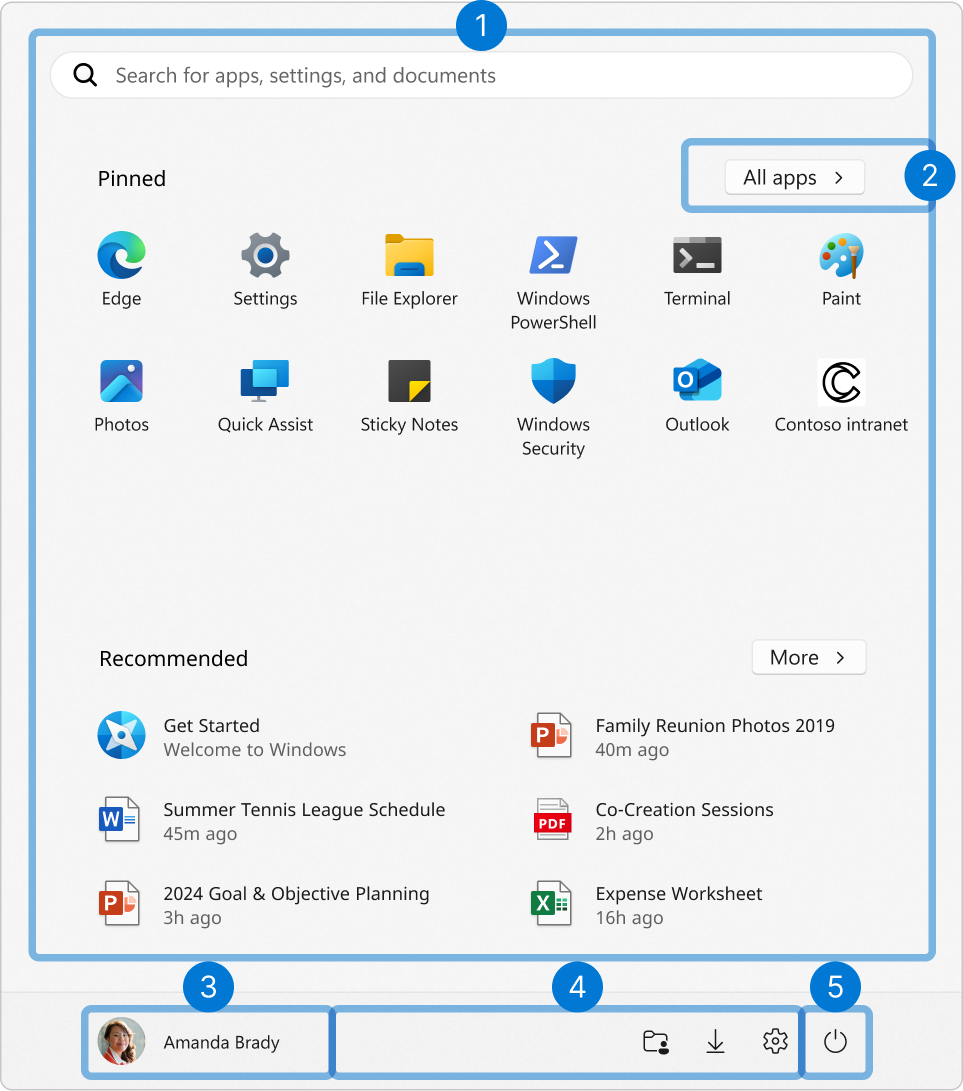 1
Search for apps, settings, and documents
Pinned
All apps
2
Edge
Settings
File Explorer
Windows
PowerShell
Terminal
Paint
Photos
Quick Assist
Sticky Notes
Windows
Security
Outlook
Contoso intranet
Recommended
More
Get Started
Welcome to Windows
Family Reunion Photos 2019
40m ago
Summer Tennis League Schedule
45m ago
PDF
Co-Creation Sessions
2h ago
2024 Goal & Objective Planning
3h ago
Expense Worksheet
16h ago
3
4
5
Amanda Brady